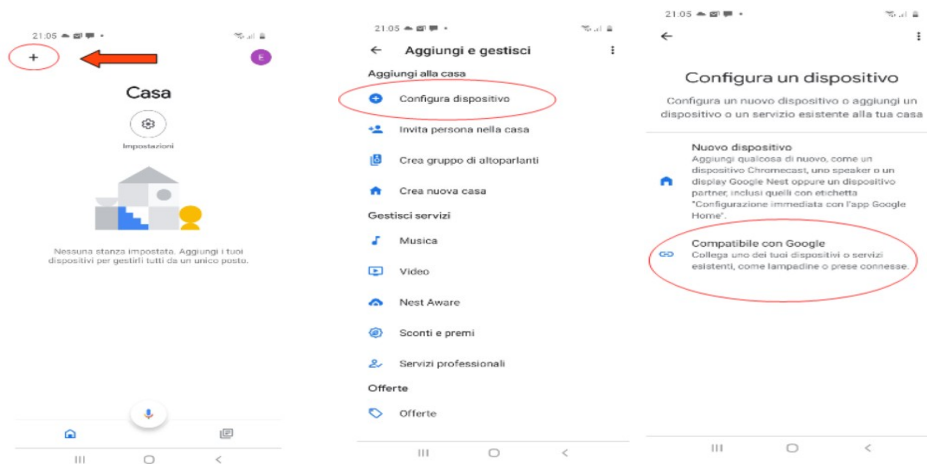 21:05
E
Casa
Impostazioni
Nessuna stanza impostata. Aggiungi i tuoi
dispositivi per gestirli tutti da un unico posto.
21:05
Aggiungi e gestisci
Aggiungi alla casa
Configura dispositivo
Invita persona nella casa
Crea gruppo di altoparlanti
Crea nuova casa
Gestisci servizi
Musica
Video
Nest Aware
Sconti e premi
Servizi professionali
Offerte
Offerte
21:05
Configura un dispositivo
Configura un nuovo dispositivo o aggiungi un
dispositivo o un servizio esistente alla tua casa
Nuovo dispositivo
Aggiungi qualcosa di nuovo, come un
dispositivo Chromecast, uno speaker o un
display Google Nest oppure un dispositivo
partner, inclusi quelli con etichetta
"Configurazione immediata con l'app Google
Home".
Compatibile con Google
Collega uno dei tuoi dispositivi o servizi
esistenti, come lampadine o prese connesse.